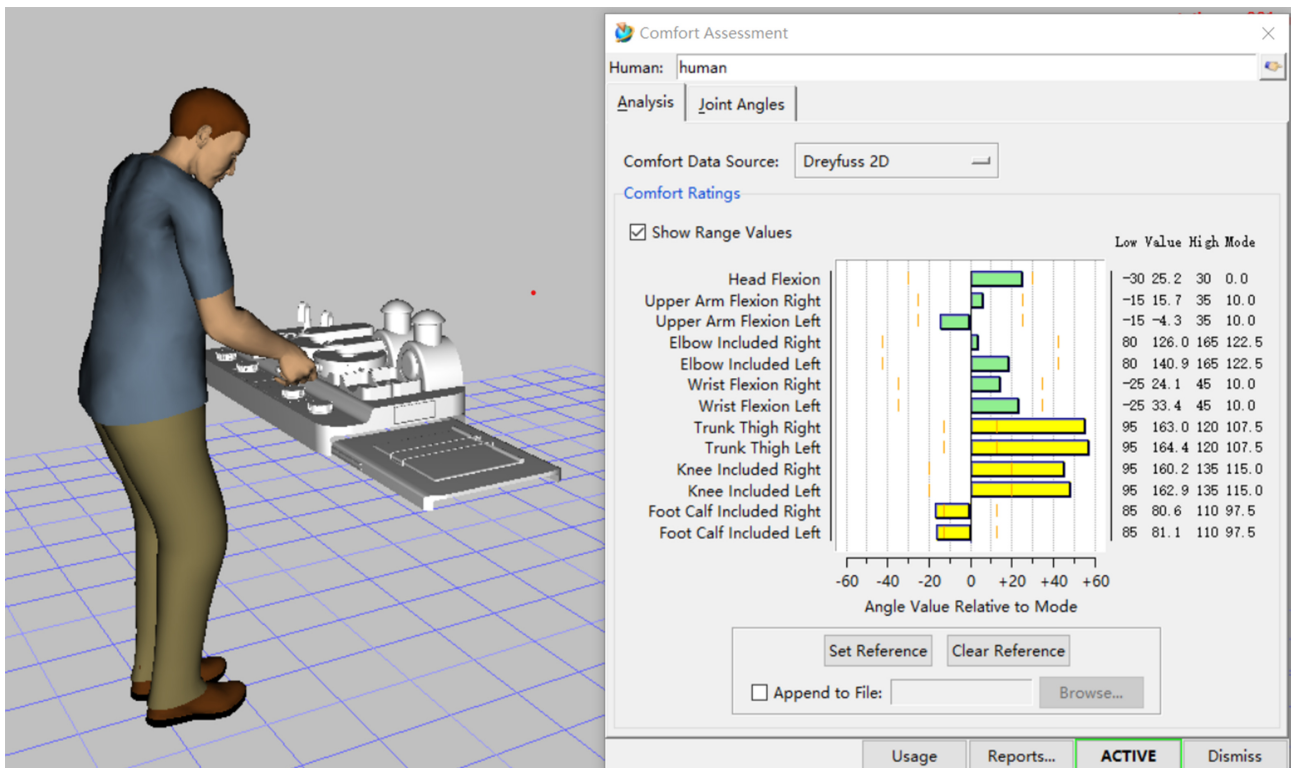 Comfort Assessment
Human: human
Analysis Joint Angles
Comfort Data Source: Dreyfuss 2D
Comfort Ratings
Show Range Values
Low Value High Mode
Head Flexion -30 25.2 30 0.0
Upper Arm Flexion Right -15 15.7 35 10.0
Upper Arm Flexion Left -15 -4.3 35 10.0
Elbow Included Right 80 126.0 165 122.5
Elbow Included Left 80 140.9 165 122.5
Wrist Flexion Right -25 24.1 45 10.0
Wrist Flexion Left -25 33.4 45 10.0
Trunk Thigh Right 95 163.0 120 107.5
Trunk Thigh Left 95 164.4 120 107.5
Knee Included Right 95 160.2 135 115.0
Knee Included Left 95 162.9 135 115.0
Foot Calf Included Right 85 80.6 110 97.5
Foot Calf Included Left 85 81.1 110 97.5
-60 -40 -20 0 +20 +40 +60
Angle Value Relative to Mode
Set Reference Clear Reference
Append to File: Browse...
Usage Reports... ACTIVE Dismiss